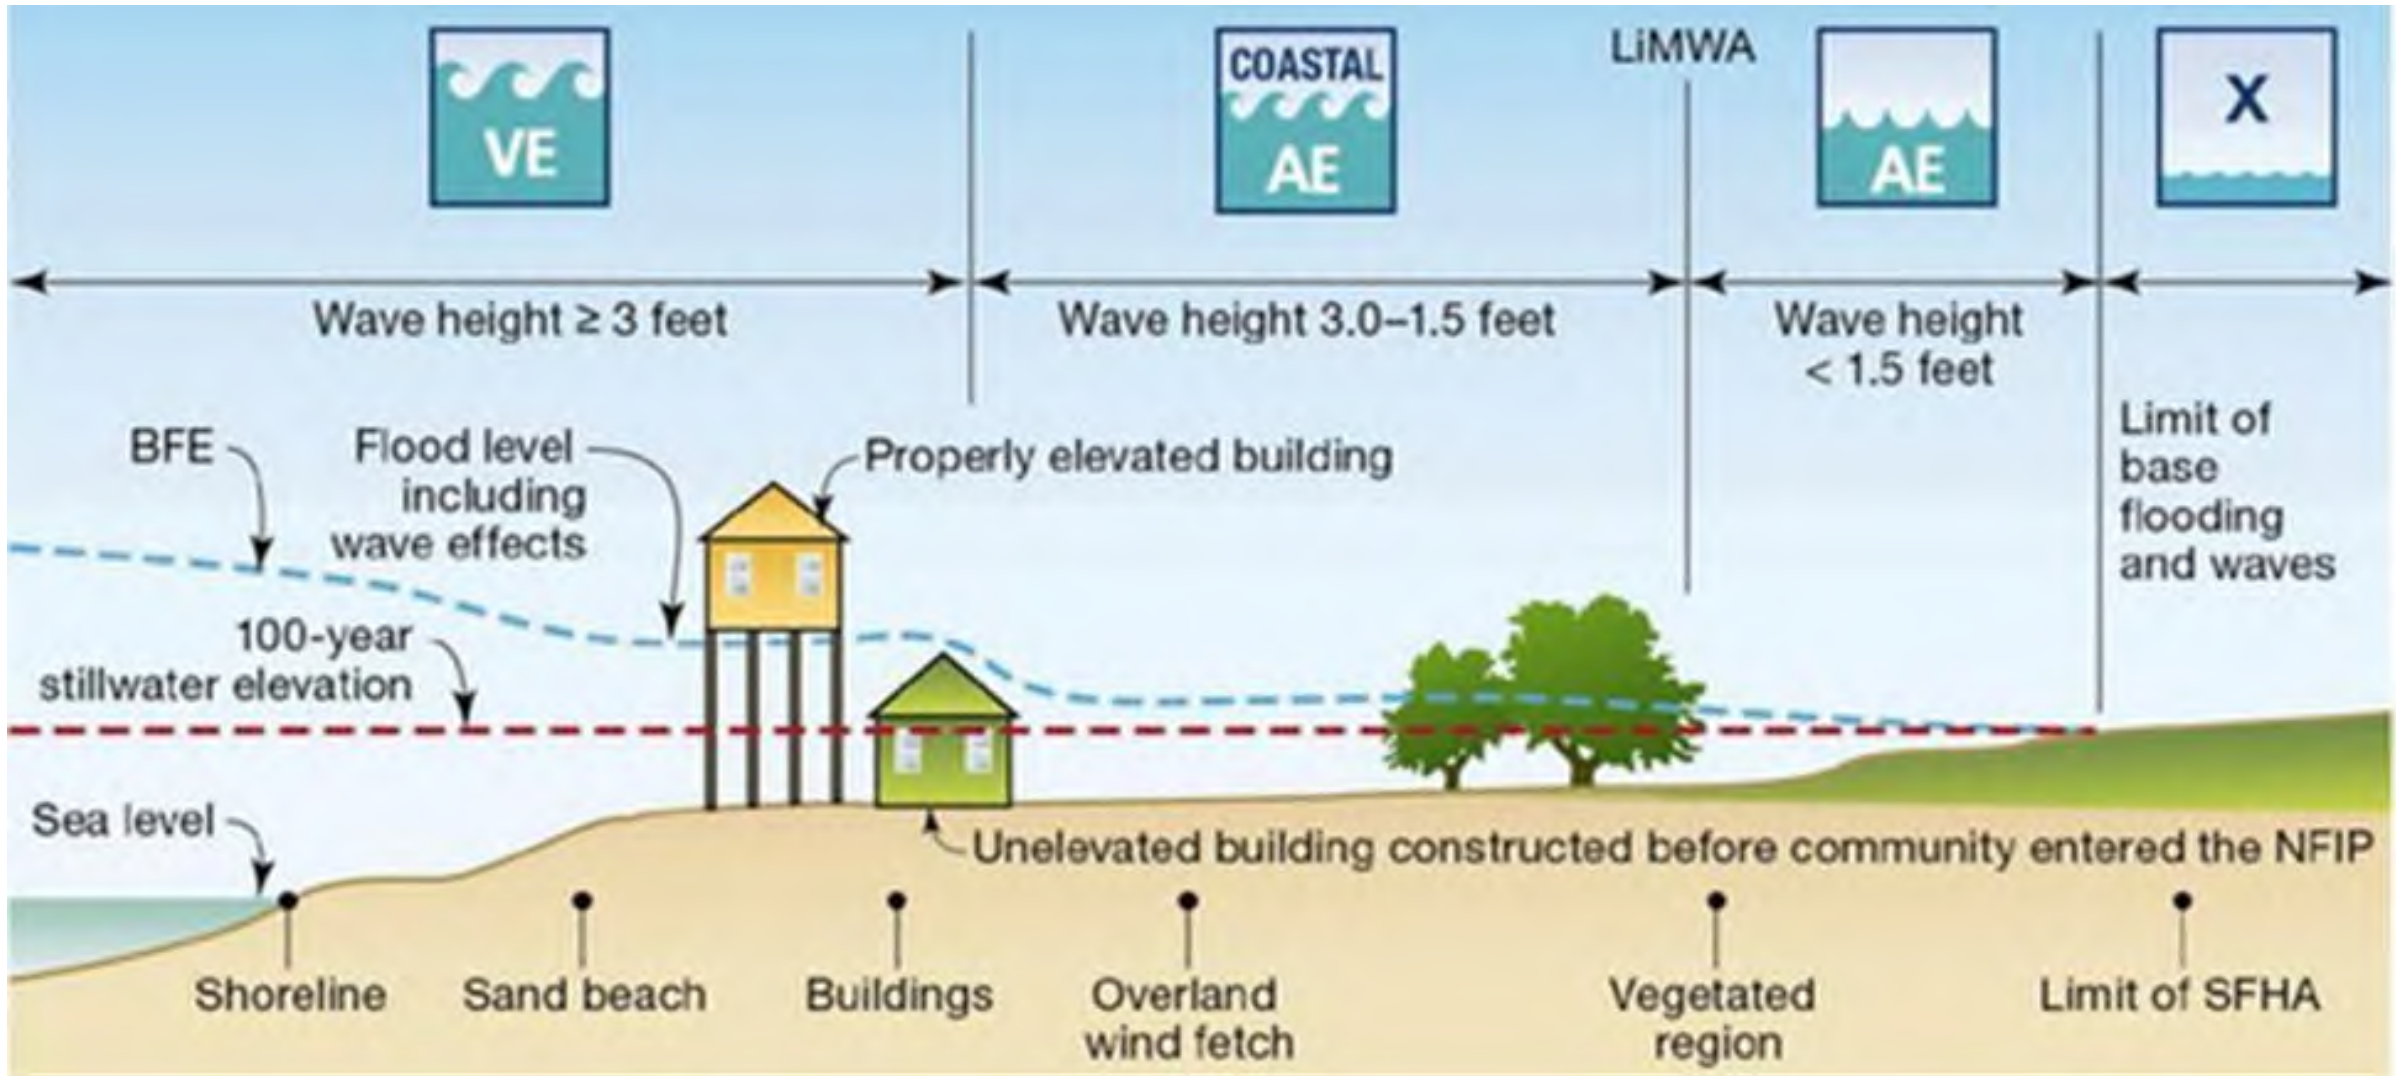 VE
COASTAL
AE
LiMWA
AE
X
Wave height ≥ 3 feet
Wave height 3.0–1.5 feet
Wave height
< 1.5 feet
Limit of
base
flooding
and waves
BFE
Flood level
including
wave effects
Properly elevated building
100-year
stillwater elevation
Sea level
Unelevated building constructed before community entered the NFIP
Shoreline
Sand beach
Buildings
Overland
wind fetch
Vegetated
region
Limit of SFHA